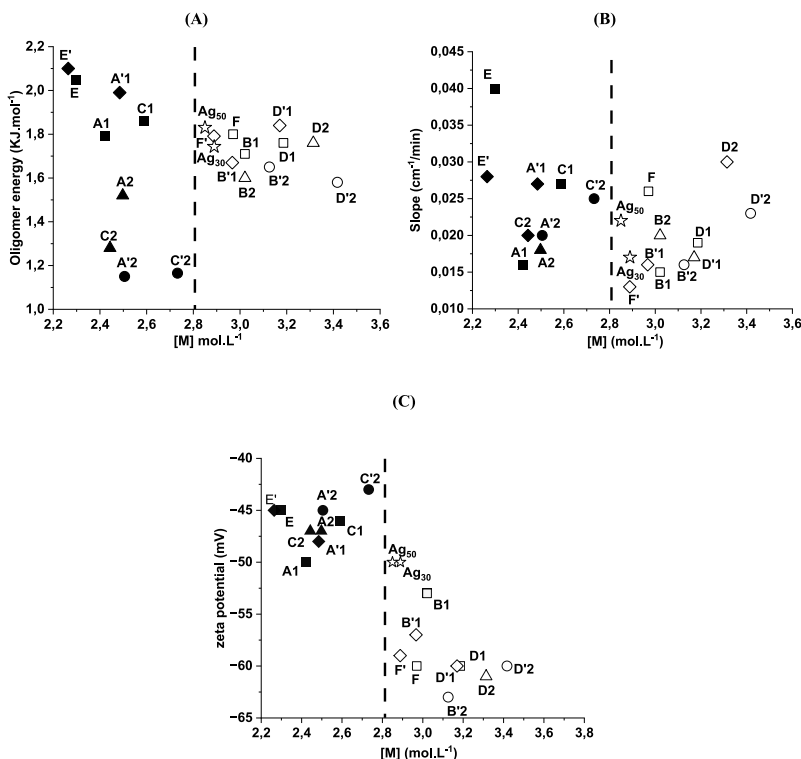 (A)
2,2
2,0
1,8
1,6
1,4
1,2
1,0
Oligomer energy (KJ.mol⁻¹)
E'
E
A'1
A1
C1
A2
C2
A'2
C'2
Ag₅₀
F'
Ag₃₀
F
B1
B'1
B2
D'1
D1
B'2
D2
D'2
2,2 2,4 2,6 2,8 3,0 3,2 3,4 3,6
[M] mol.L⁻¹
(B)
0,045
0,040
0,035
0,030
0,025
0,020
0,015
0,010
Slope (cm⁻¹/min)
E
E'
A'1
C1
C'2
C2
A'2
A1
A2
F
Ag₅₀
B2
Ag₃₀
B'1
B1
F'
D2
D'2
D1
B'2
D'1
2,2 2,4 2,6 2,8 3,0 3,2 3,4 3,6
[M] (mol.L⁻¹)
(C)
−40
−45
−50
−55
−60
−65
zeta potential (mV)
C'2
E'
A'2
E
A2
C1
C2
A'1
A1
Ag₅₀
Ag₃₀
B1
B'1
F'
F
D1
D'1
D2
D'2
B'2
2,2 2,4 2,6 2,8 3,0 3,2 3,4 3,6 3,8
[M] (mol.L⁻¹)